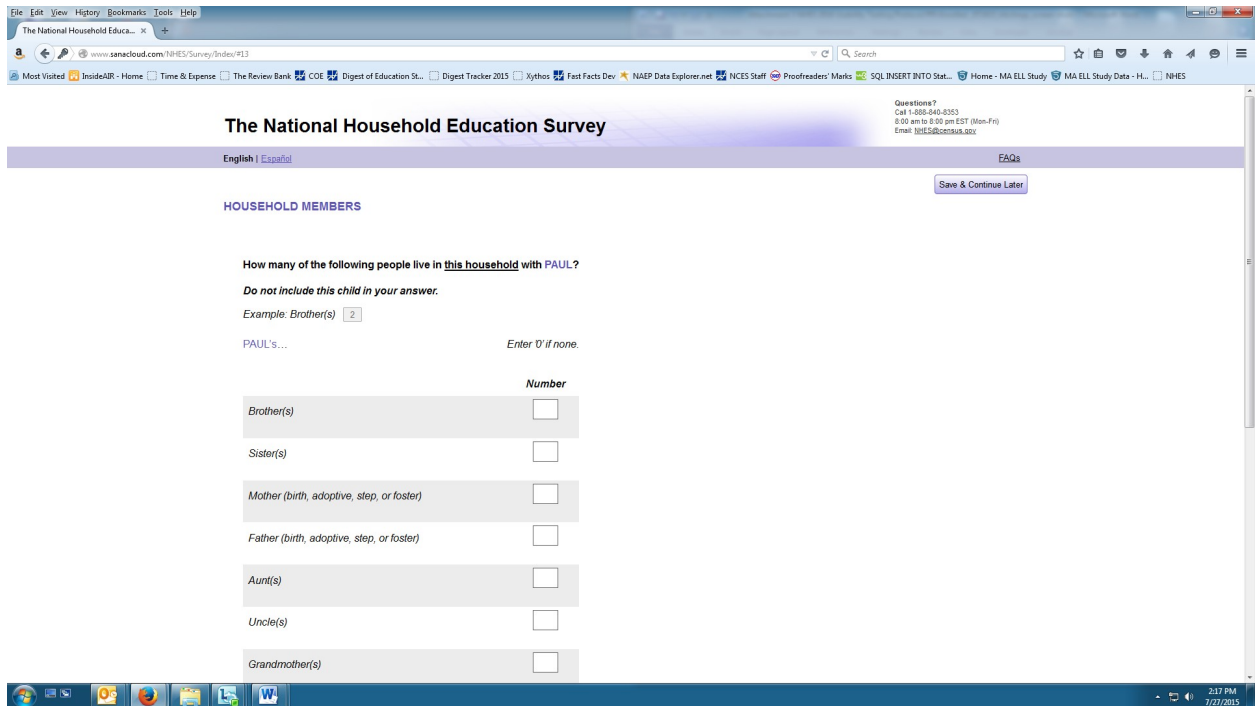 File Edit View History Bookmarks Tools Help
The National Household Educa... × +
www.sanacloud.com/NHES/Survey/Index/#13
Search
Most Visited InsideAIR - Home Time & Expense The Review Bank COE Digest of Education St... Digest Tracker 2015 Xythos Fast Facts Dev NAEP Data Explorer.net NCES Staff Proofreaders' Marks SQL INSERT INTO Stat... Home - MA ELL Study MA ELL Study Data - H... NHES
The National Household Education Survey
Questions?
Call 1-888-840-8353
8:00 am to 8:00 pm EST (Mon-Fri)
Email: NHES@census.gov
English | Español
FAQs
Save & Continue Later
HOUSEHOLD MEMBERS
How many of the following people live in this household with PAUL?
Do not include this child in your answer.
Example: Brother(s) 2
PAUL's... Enter '0' if none.
Number
Brother(s)
Sister(s)
Mother (birth, adoptive, step, or foster)
Father (birth, adoptive, step, or foster)
Aunt(s)
Uncle(s)
Grandmother(s)
2:17 PM
7/27/2015